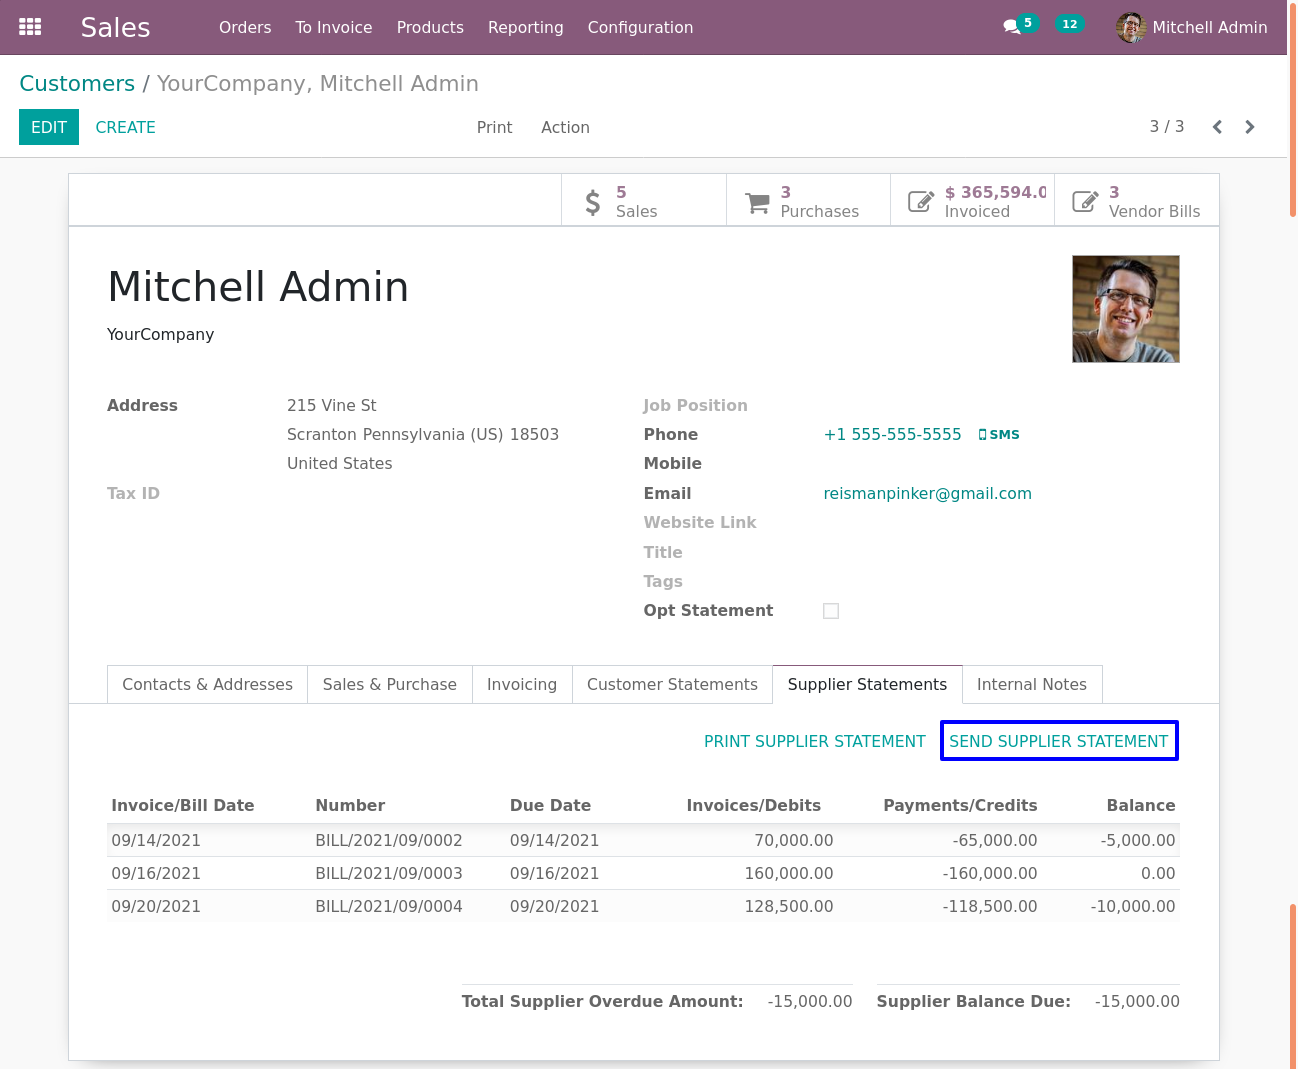 Sales Orders To Invoice Products Reporting Configuration 5 12 Mitchell Admin
Customers / YourCompany, Mitchell Admin
EDIT CREATE Print Action 3 / 3
5 3 $ 365,594.0 3
Sales Purchases Invoiced Vendor Bills
Mitchell Admin
YourCompany
Address 215 Vine St Job Position
Scranton Pennsylvania (US) 18503 Phone +1 555-555-5555 SMS
United States Mobile
Tax ID Email reismanpinker@gmail.com
Website Link
Title
Tags
Opt Statement
Contacts & Addresses Sales & Purchase Invoicing Customer Statements Supplier Statements Internal Notes
PRINT SUPPLIER STATEMENT SEND SUPPLIER STATEMENT
Invoice/Bill Date Number Due Date Invoices/Debits Payments/Credits Balance
09/14/2021 BILL/2021/09/0002 09/14/2021 70,000.00 -65,000.00 -5,000.00
09/16/2021 BILL/2021/09/0003 09/16/2021 160,000.00 -160,000.00 0.00
09/20/2021 BILL/2021/09/0004 09/20/2021 128,500.00 -118,500.00 -10,000.00
Total Supplier Overdue Amount: -15,000.00 Supplier Balance Due: -15,000.00